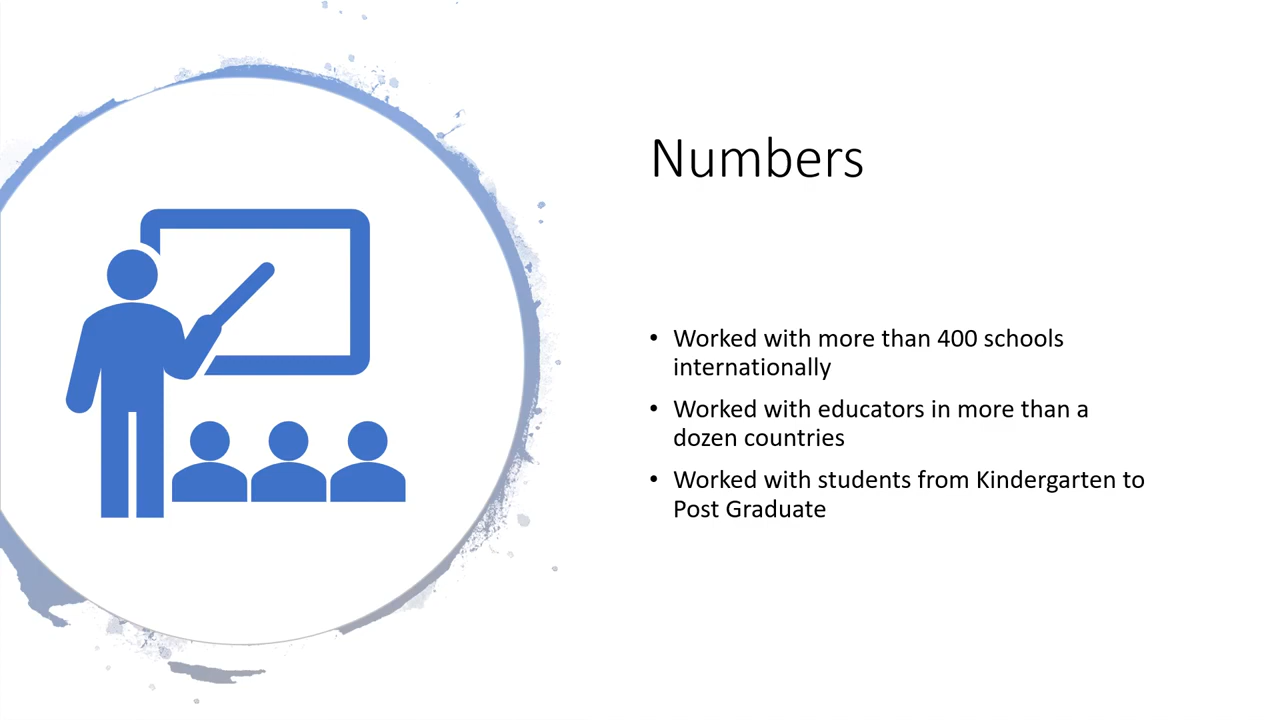 Numbers
• Worked with more than 400 schools
internationally
• Worked with educators in more than a
dozen countries
• Worked with students from Kindergarten to
Post Graduate